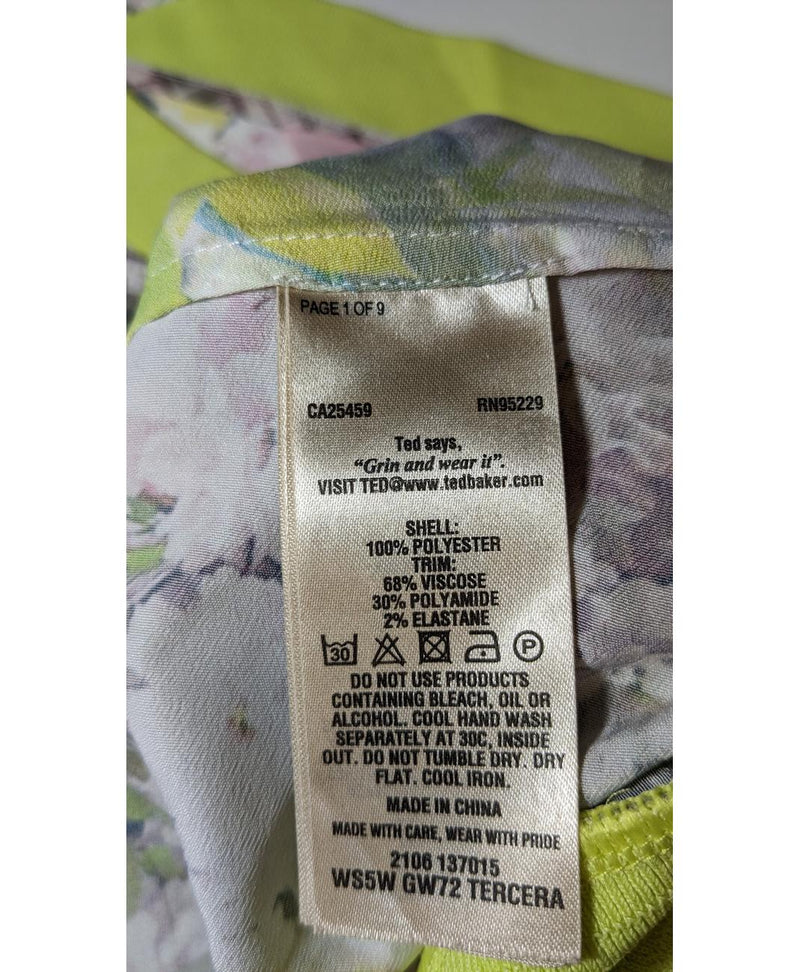 PAGE 1 OF 9
CA25459 RN95229
Ted says,
“Grin and wear it”.
VISIT TED@www.tedbaker.com
SHELL:
100% POLYESTER
TRIM:
68% VISCOSE
30% POLYAMIDE
2% ELASTANE
30 P
DO NOT USE PRODUCTS
CONTAINING BLEACH, OIL OR
ALCOHOL. COOL HAND WASH
SEPARATELY AT 30C, INSIDE
OUT. DO NOT TUMBLE DRY. DRY
FLAT. COOL IRON.
MADE IN CHINA
MADE WITH CARE, WEAR WITH PRIDE
2106 137015
WS5W GW72 TERCERA